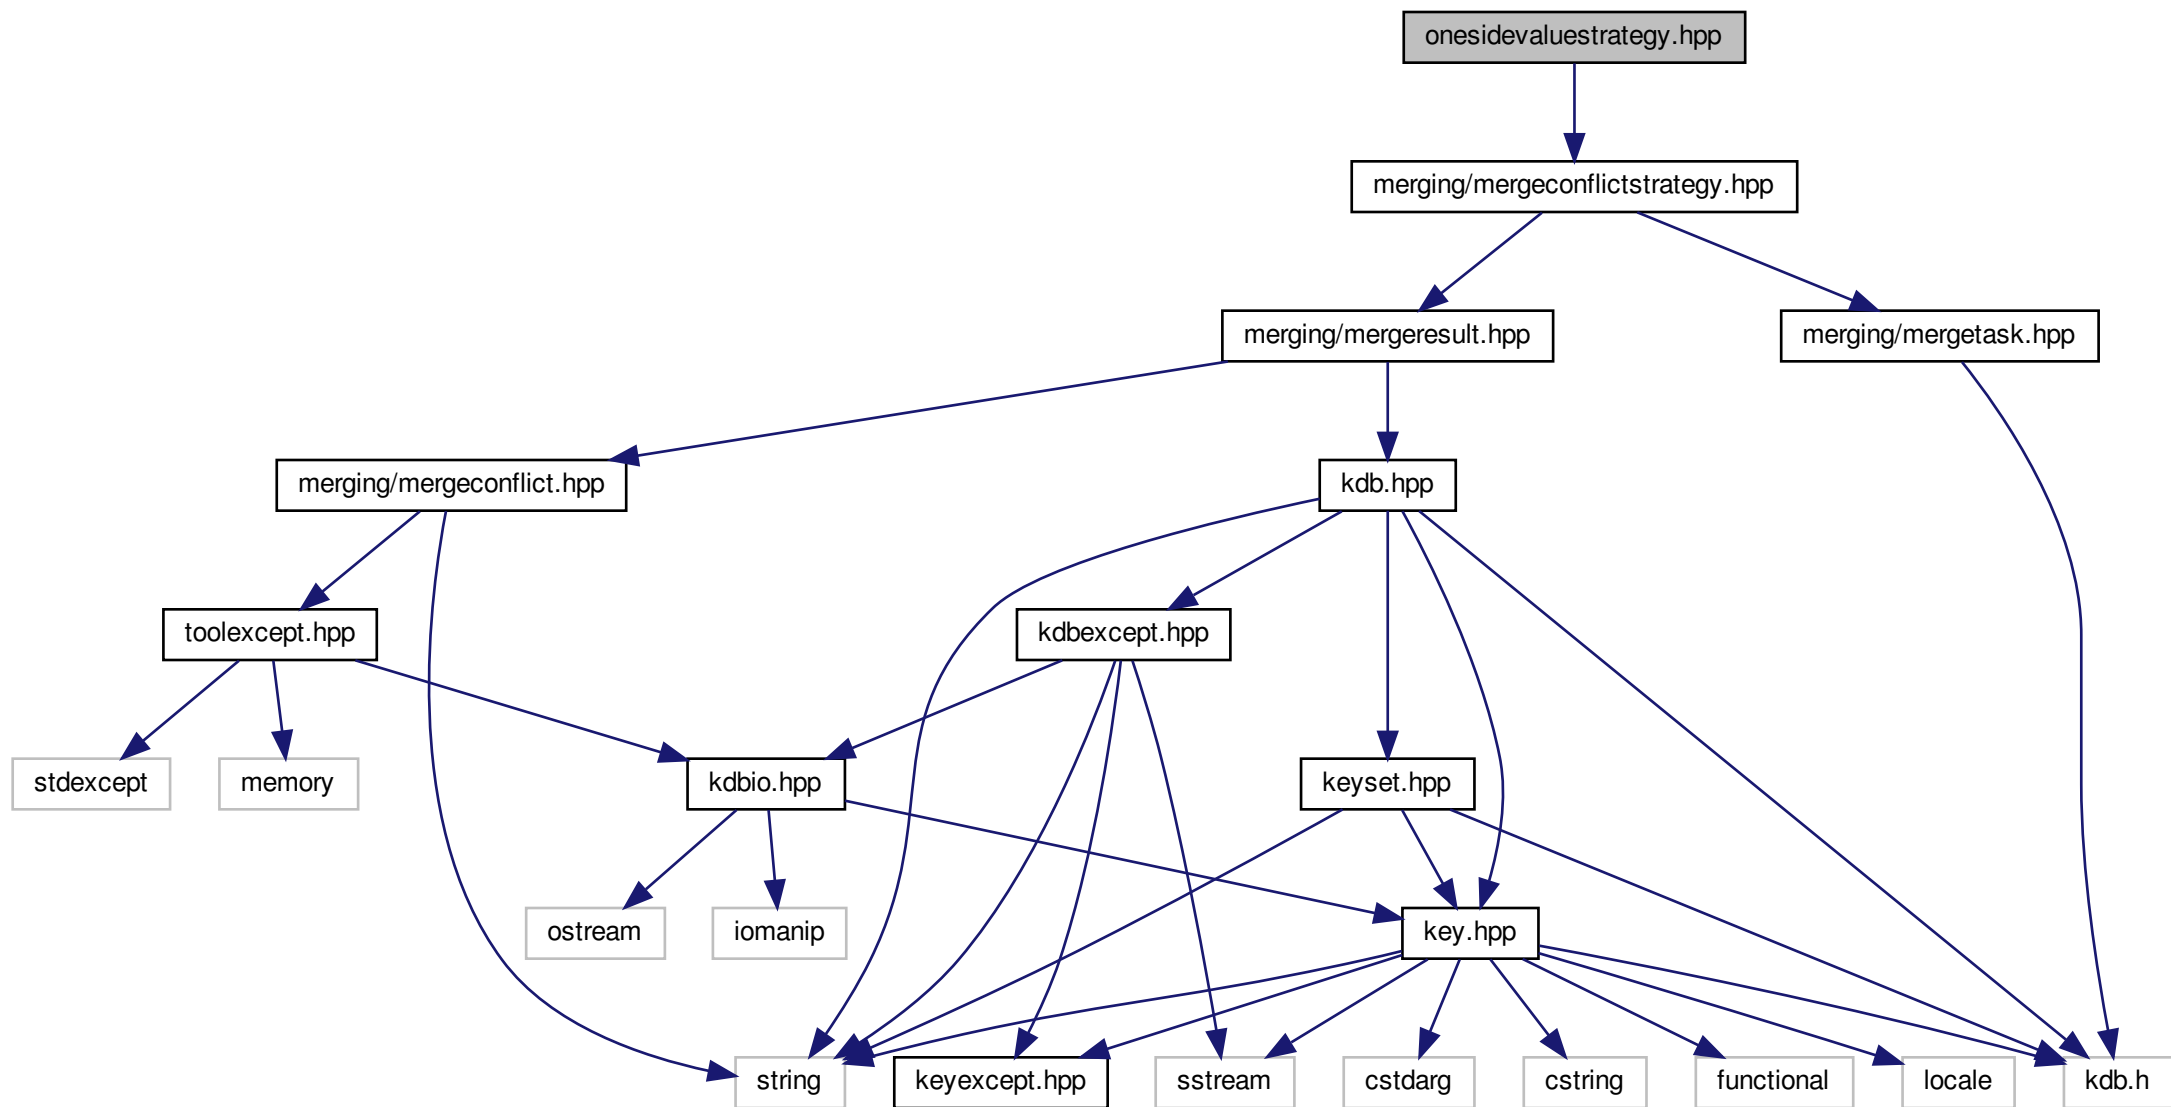 onesidevaluestrategy.hpp
merging/mergeconflictstrategy.hpp
merging/mergeresult.hpp
merging/mergetask.hpp
merging/mergeconflict.hpp
kdb.hpp
toolexcept.hpp
kdbexcept.hpp
stdexcept
memory
kdbio.hpp
keyset.hpp
ostream
iomanip
key.hpp
string
keyexcept.hpp
sstream
cstdarg
cstring
functional
locale
kdb.h